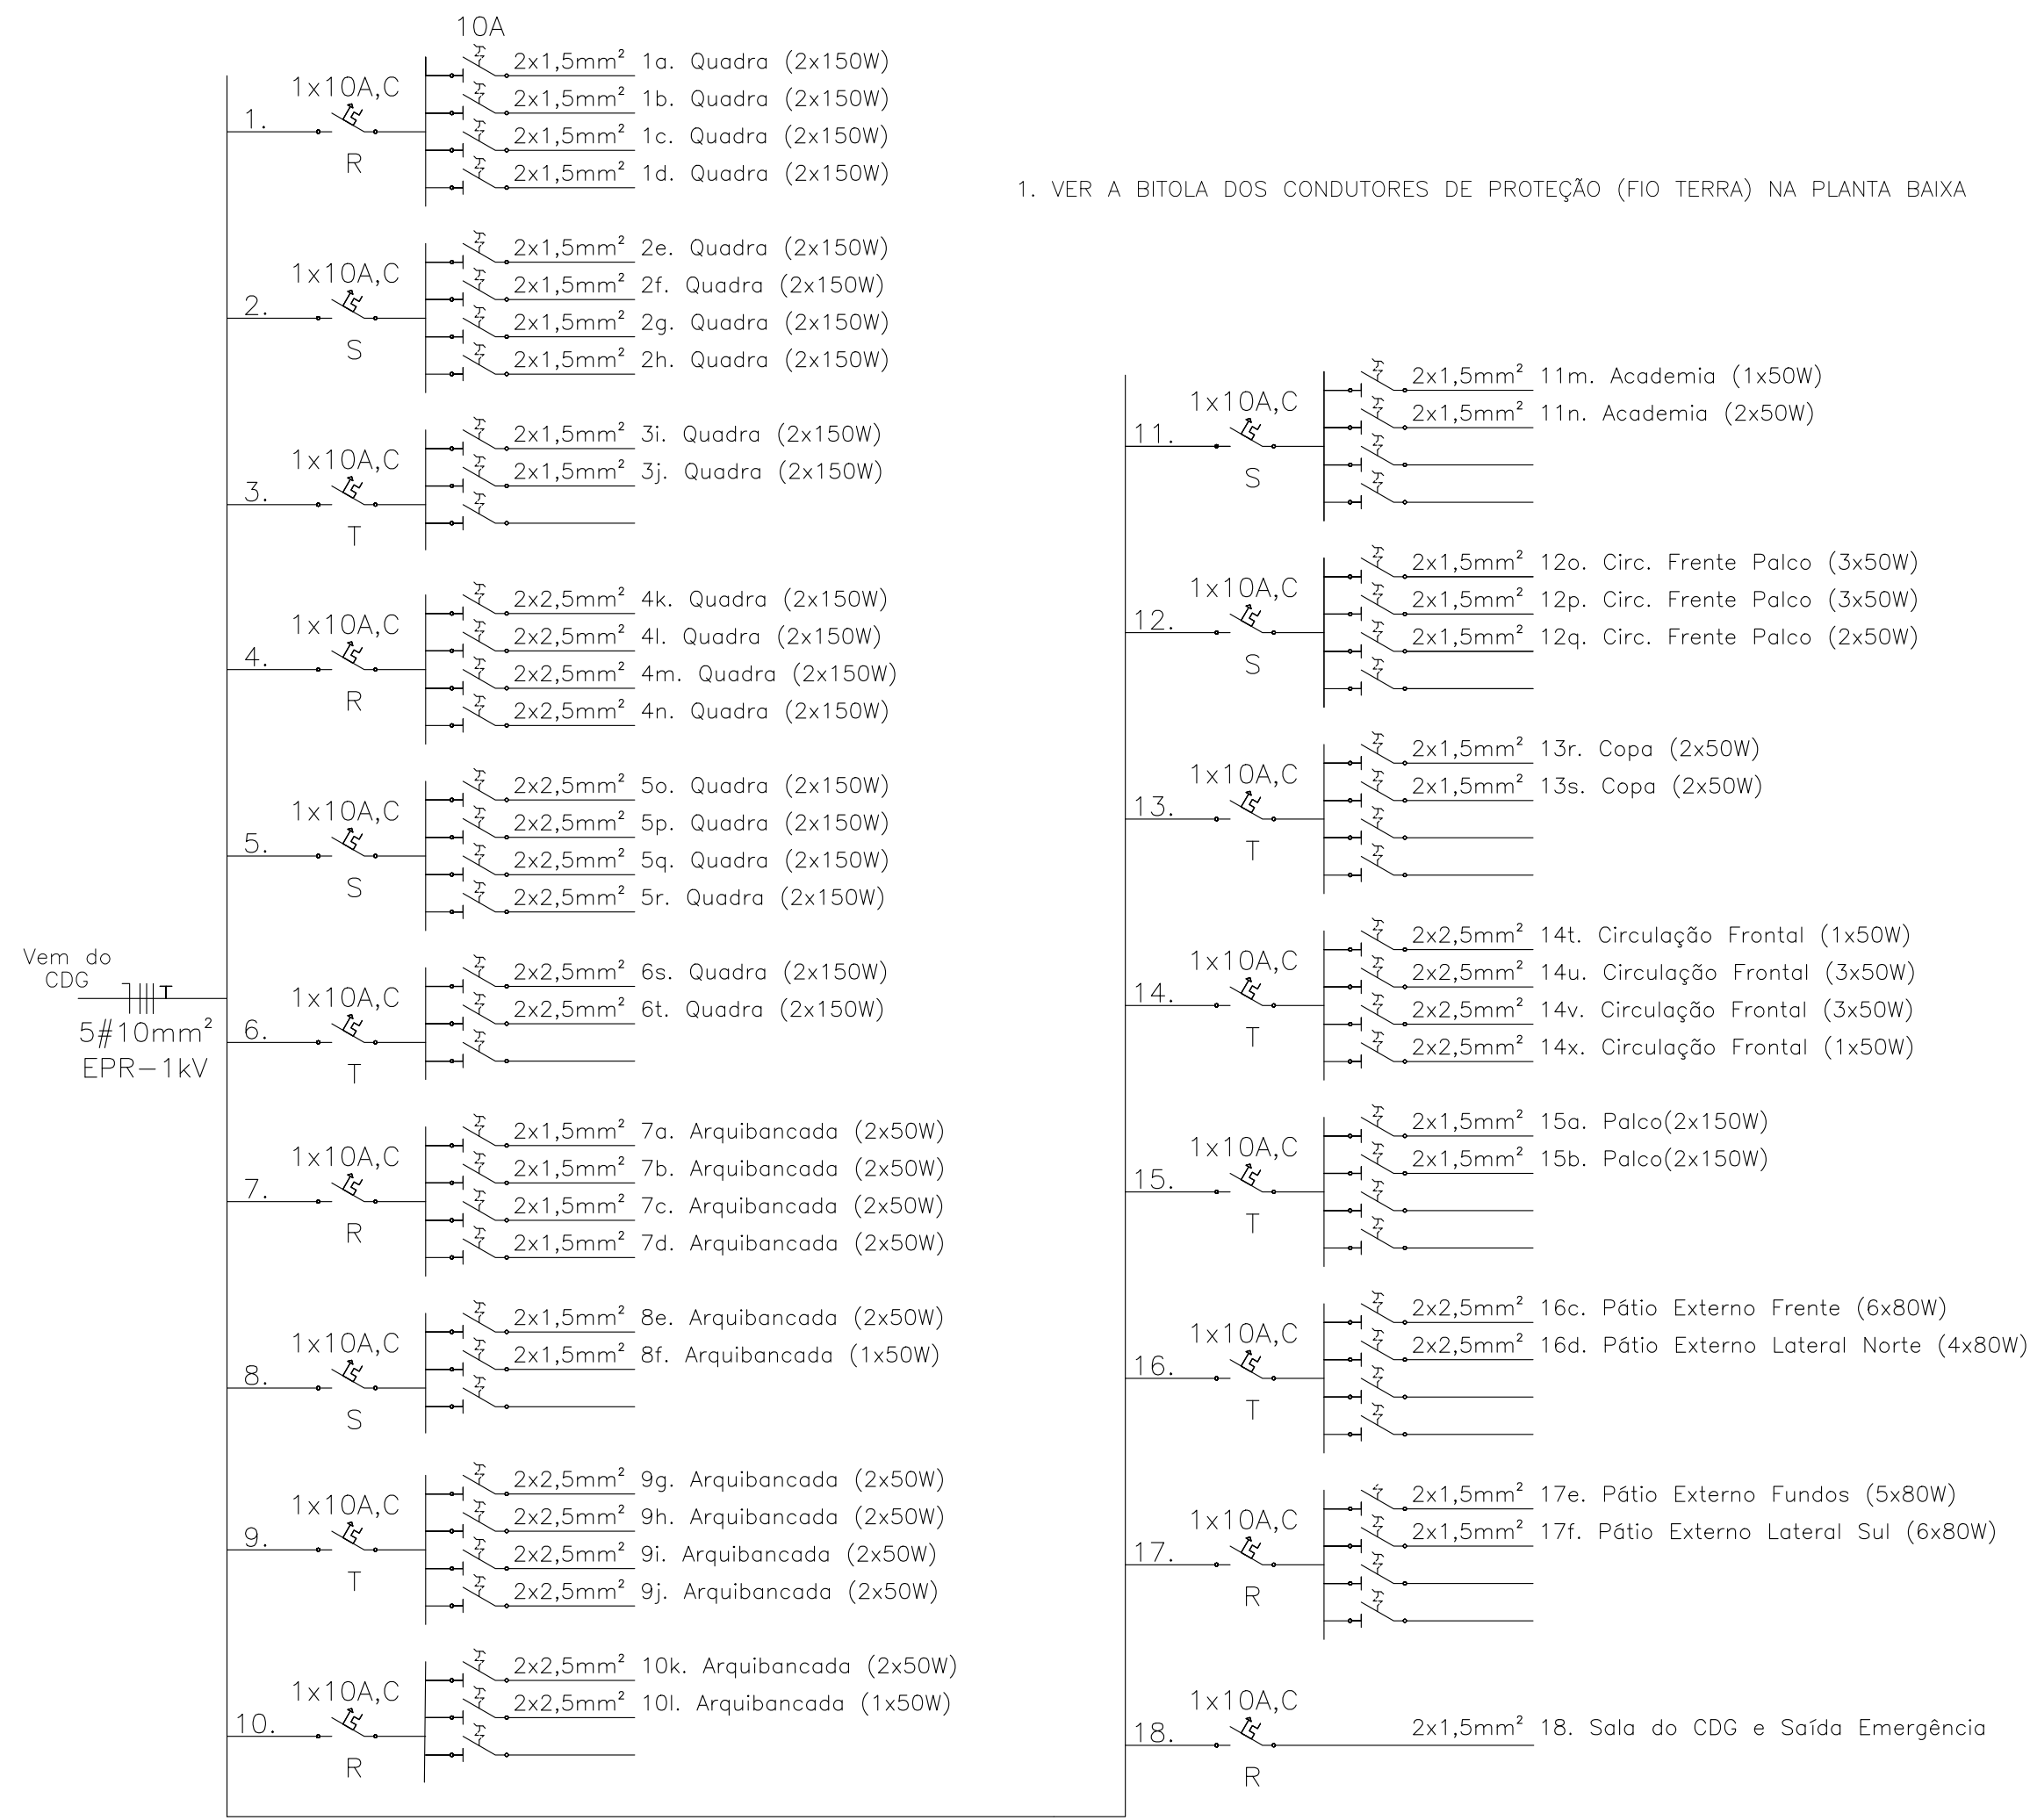 10A
1x10A,C
1.
R
2x1,5mm² 1a. Quadra (2x150W)
2x1,5mm² 1b. Quadra (2x150W)
2x1,5mm² 1c. Quadra (2x150W)
2x1,5mm² 1d. Quadra (2x150W)
1x10A,C
2.
S
2x1,5mm² 2e. Quadra (2x150W)
2x1,5mm² 2f. Quadra (2x150W)
2x1,5mm² 2g. Quadra (2x150W)
2x1,5mm² 2h. Quadra (2x150W)
1x10A,C
3.
T
2x1,5mm² 3i. Quadra (2x150W)
2x1,5mm² 3j. Quadra (2x150W)
1x10A,C
4.
R
2x2,5mm² 4k. Quadra (2x150W)
2x2,5mm² 4l. Quadra (2x150W)
2x2,5mm² 4m. Quadra (2x150W)
2x2,5mm² 4n. Quadra (2x150W)
1x10A,C
5.
S
2x2,5mm² 5o. Quadra (2x150W)
2x2,5mm² 5p. Quadra (2x150W)
2x2,5mm² 5q. Quadra (2x150W)
2x2,5mm² 5r. Quadra (2x150W)
Vem do
CDG
5#10mm²
EPR-1kV
1x10A,C
6.
T
2x2,5mm² 6s. Quadra (2x150W)
2x2,5mm² 6t. Quadra (2x150W)
1x10A,C
7.
R
2x1,5mm² 7a. Arquibancada (2x50W)
2x1,5mm² 7b. Arquibancada (2x50W)
2x1,5mm² 7c. Arquibancada (2x50W)
2x1,5mm² 7d. Arquibancada (2x50W)
1x10A,C
8.
S
2x1,5mm² 8e. Arquibancada (2x50W)
2x1,5mm² 8f. Arquibancada (1x50W)
1x10A,C
9.
T
2x2,5mm² 9g. Arquibancada (2x50W)
2x2,5mm² 9h. Arquibancada (2x50W)
2x2,5mm² 9i. Arquibancada (2x50W)
2x2,5mm² 9j. Arquibancada (2x50W)
1x10A,C
10.
R
2x2,5mm² 10k. Arquibancada (2x50W)
2x2,5mm² 10l. Arquibancada (1x50W)
1. VER A BITOLA DOS CONDUTORES DE PROTEÇÃO (FIO TERRA) NA PLANTA BAIXA
1x10A,C
11.
S
2x1,5mm² 11m. Academia (1x50W)
2x1,5mm² 11n. Academia (2x50W)
1x10A,C
12.
S
2x1,5mm² 12o. Circ. Frente Palco (3x50W)
2x1,5mm² 12p. Circ. Frente Palco (3x50W)
2x1,5mm² 12q. Circ. Frente Palco (2x50W)
1x10A,C
13.
T
2x1,5mm² 13r. Copa (2x50W)
2x1,5mm² 13s. Copa (2x50W)
1x10A,C
14.
T
2x2,5mm² 14t. Circulação Frontal (1x50W)
2x2,5mm² 14u. Circulação Frontal (3x50W)
2x2,5mm² 14v. Circulação Frontal (3x50W)
2x2,5mm² 14x. Circulação Frontal (1x50W)
1x10A,C
15.
T
2x1,5mm² 15a. Palco(2x150W)
2x1,5mm² 15b. Palco(2x150W)
1x10A,C
16.
T
2x2,5mm² 16c. Pátio Externo Frente (6x80W)
2x2,5mm² 16d. Pátio Externo Lateral Norte (4x80W)
1x10A,C
17.
R
2x1,5mm² 17e. Pátio Externo Fundos (5x80W)
2x1,5mm² 17f. Pátio Externo Lateral Sul (6x80W)
1x10A,C
18.
R
2x1,5mm² 18. Sala do CDG e Saída Emergência